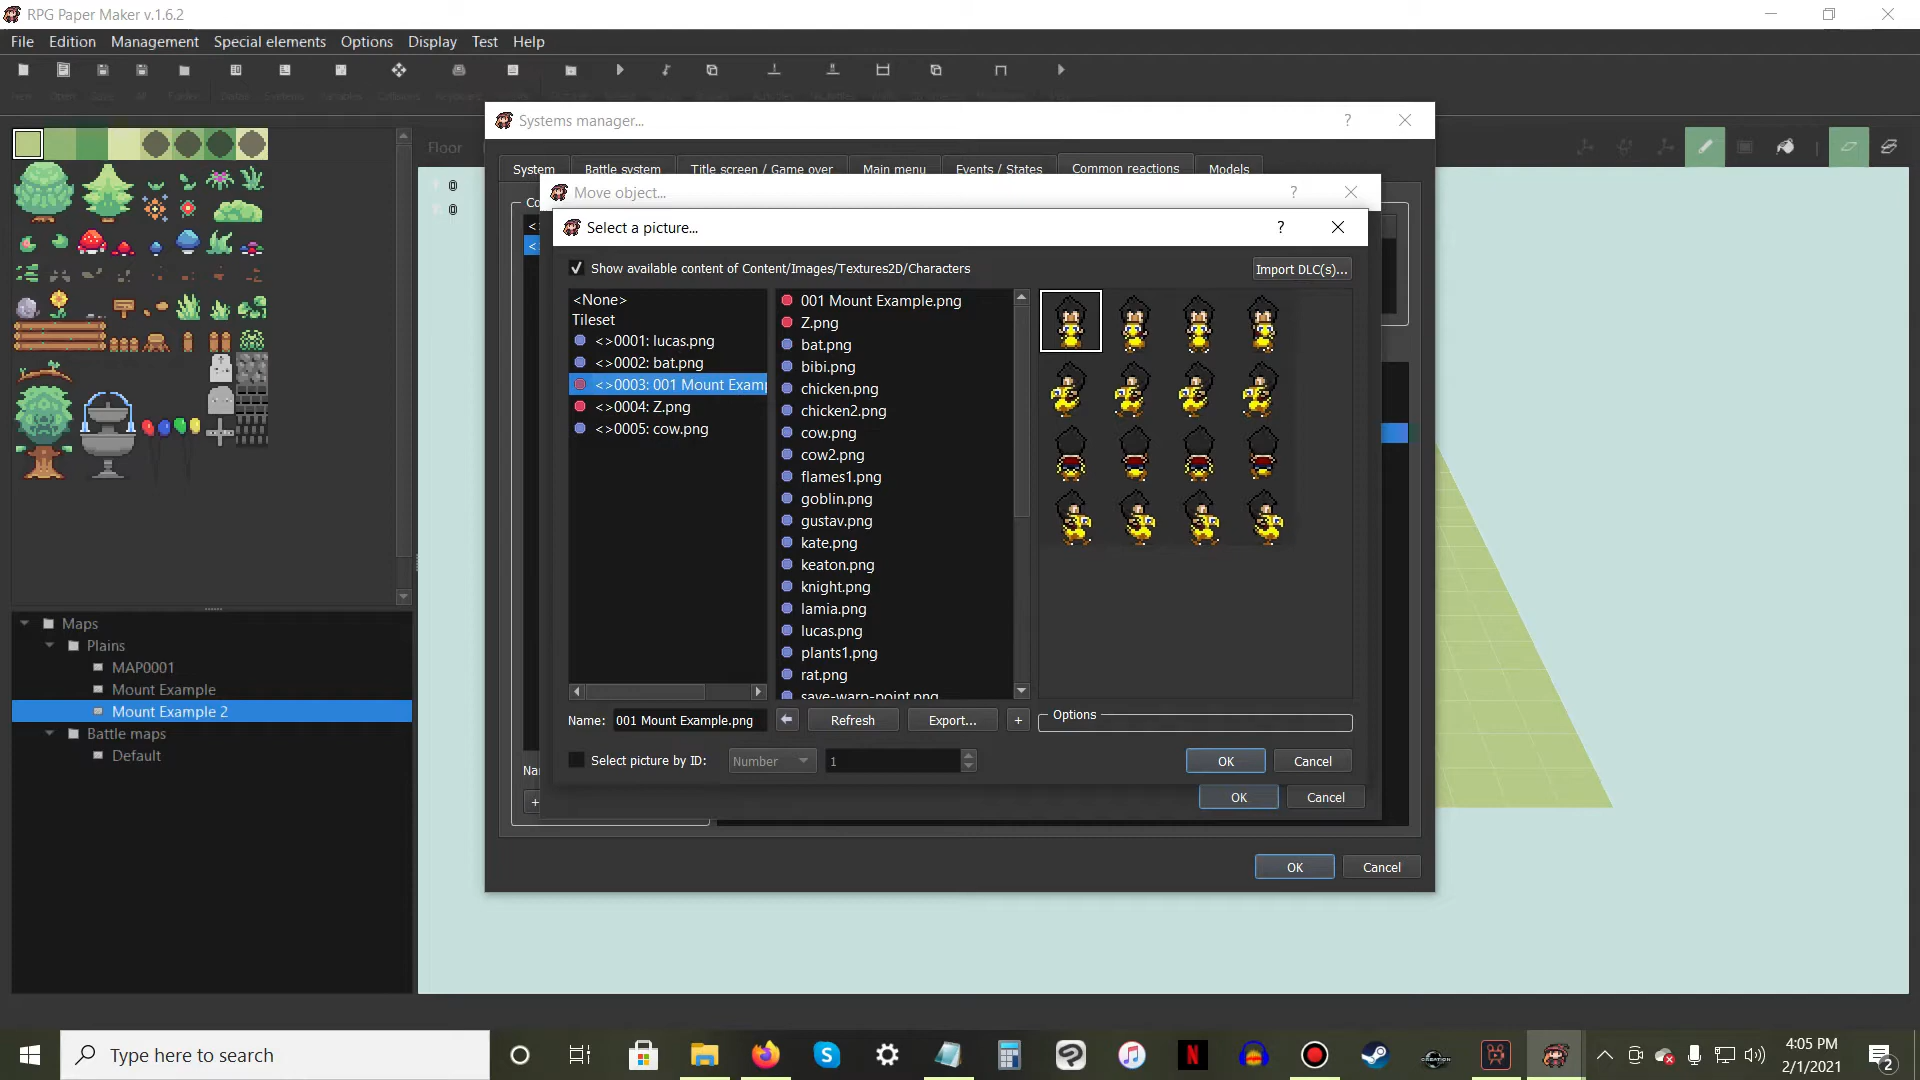 RPG Paper Maker v.1.6.2
File Edition Management Special elements Options Display Test Help
Floor
Systems manager...
System Battle system Title screen / Game over Main menu Events / States Common reactions Models
Move object...
Select a picture...
Show available content of Content/Images/Textures2D/Characters
Import DLC(s)...
<None>
Tileset
<>0001: lucas.png
<>0002: bat.png
<>0003: 001 Mount Examp
<>0004: Z.png
<>0005: cow.png
001 Mount Example.png
Z.png
bat.png
bibi.png
chicken.png
chicken2.png
cow.png
cow2.png
flames1.png
goblin.png
gustav.png
kate.png
keaton.png
knight.png
lamia.png
lucas.png
plants1.png
rat.png
save-warp-point.png
Name: 001 Mount Example.png
Refresh
Export...
+
Options
Select picture by ID: Number 1
OK Cancel
OK Cancel
OK Cancel
0
0
Maps
Plains
MAP0001
Mount Example
Mount Example 2
Battle maps
Default
Type here to search
4:05 PM
2/1/2021
2